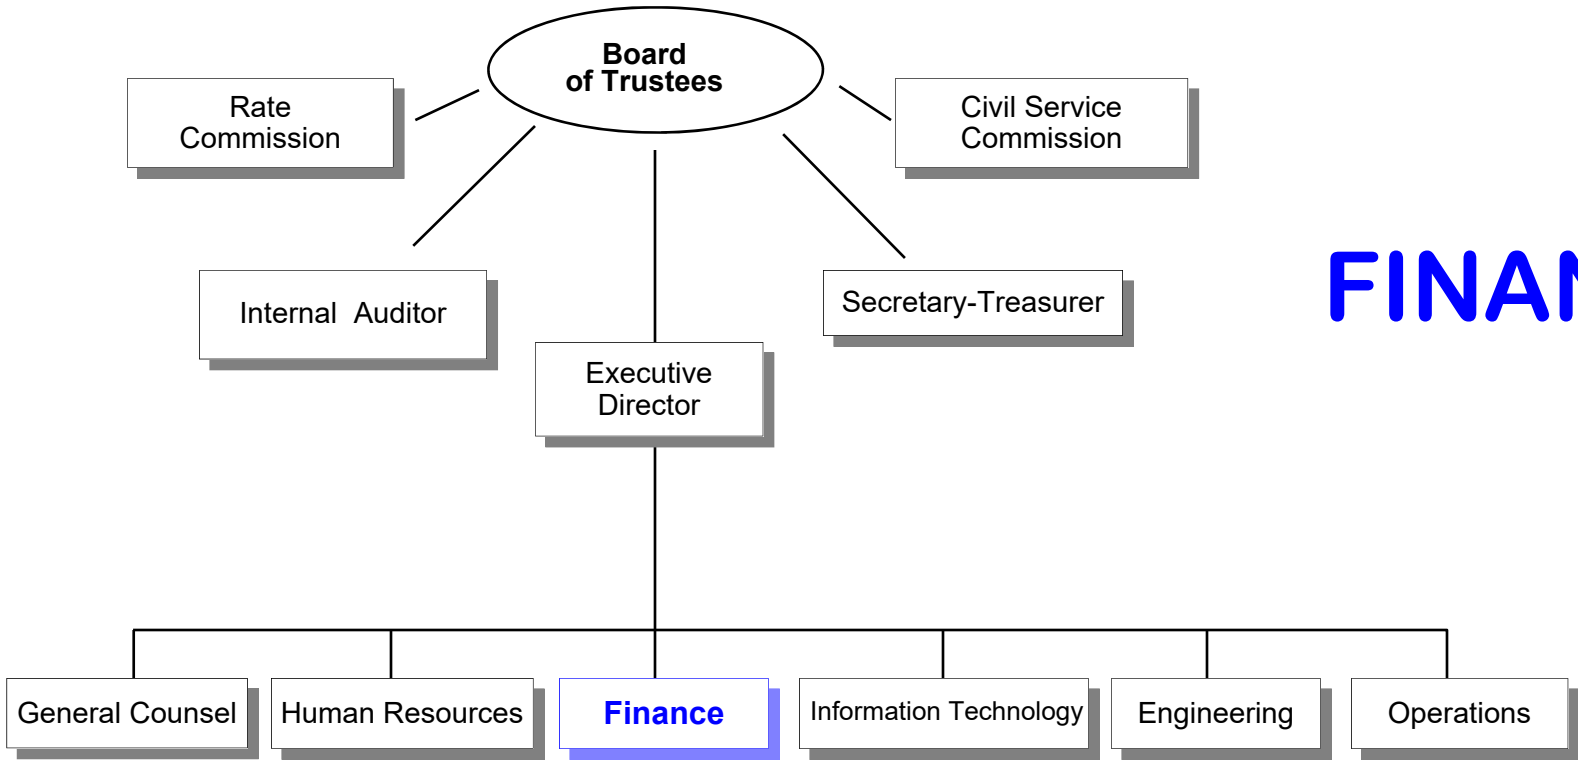 Board
of Trustees
Rate
Commission
Civil Service
Commission
Internal Auditor
Secretary-Treasurer
Executive
Director
General Counsel
Human Resources
Finance
Information Technology
Engineering
Operations